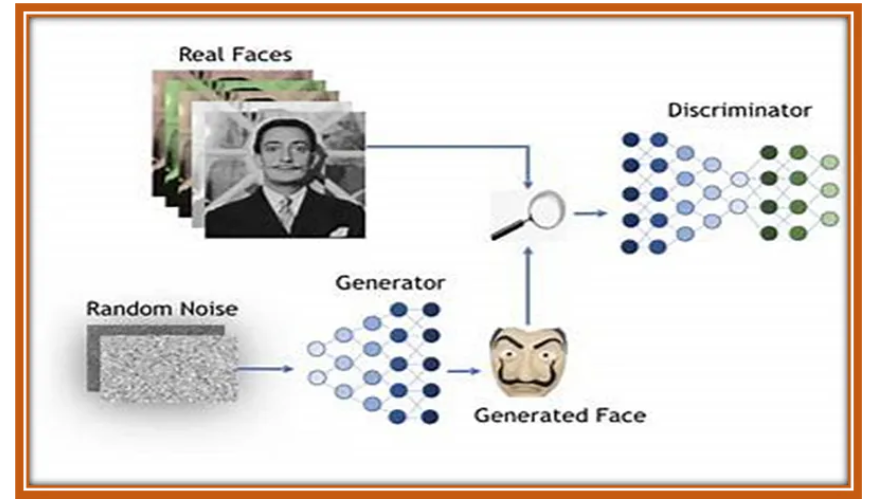 Real Faces
Discriminator
Generator
Random Noise
Generated Face